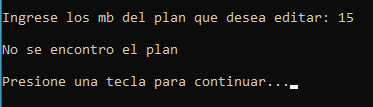 Ingrese los mb del plan que desea editar: 15
No se encontro el plan
Presione una tecla para continuar...